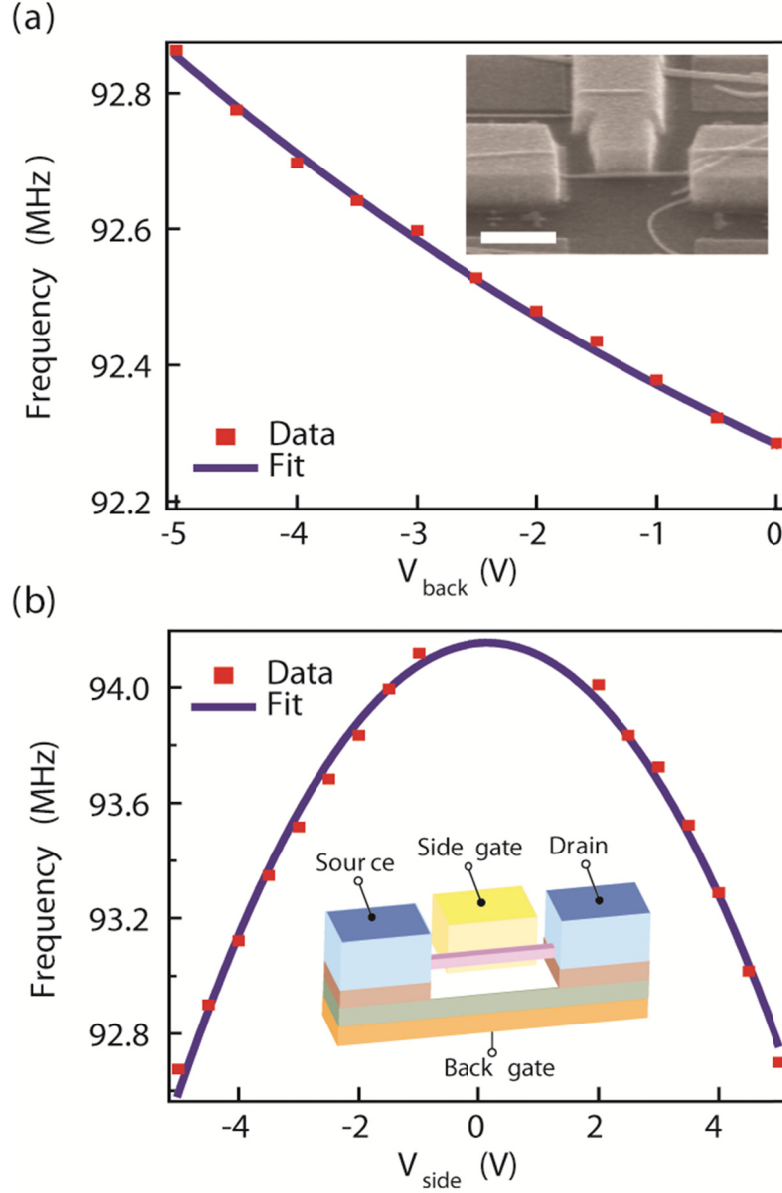 (a)
92.8
92.6
92.4
92.2
Frequency (MHz)
Data
Fit
-5 -4 -3 -2 -1 0
V_back (V)
(b)
94.0
93.6
93.2
92.8
Frequency (MHz)
Data
Fit
Source
Side gate
Drain
Back gate
-4 -2 0 2 4
V_side (V)